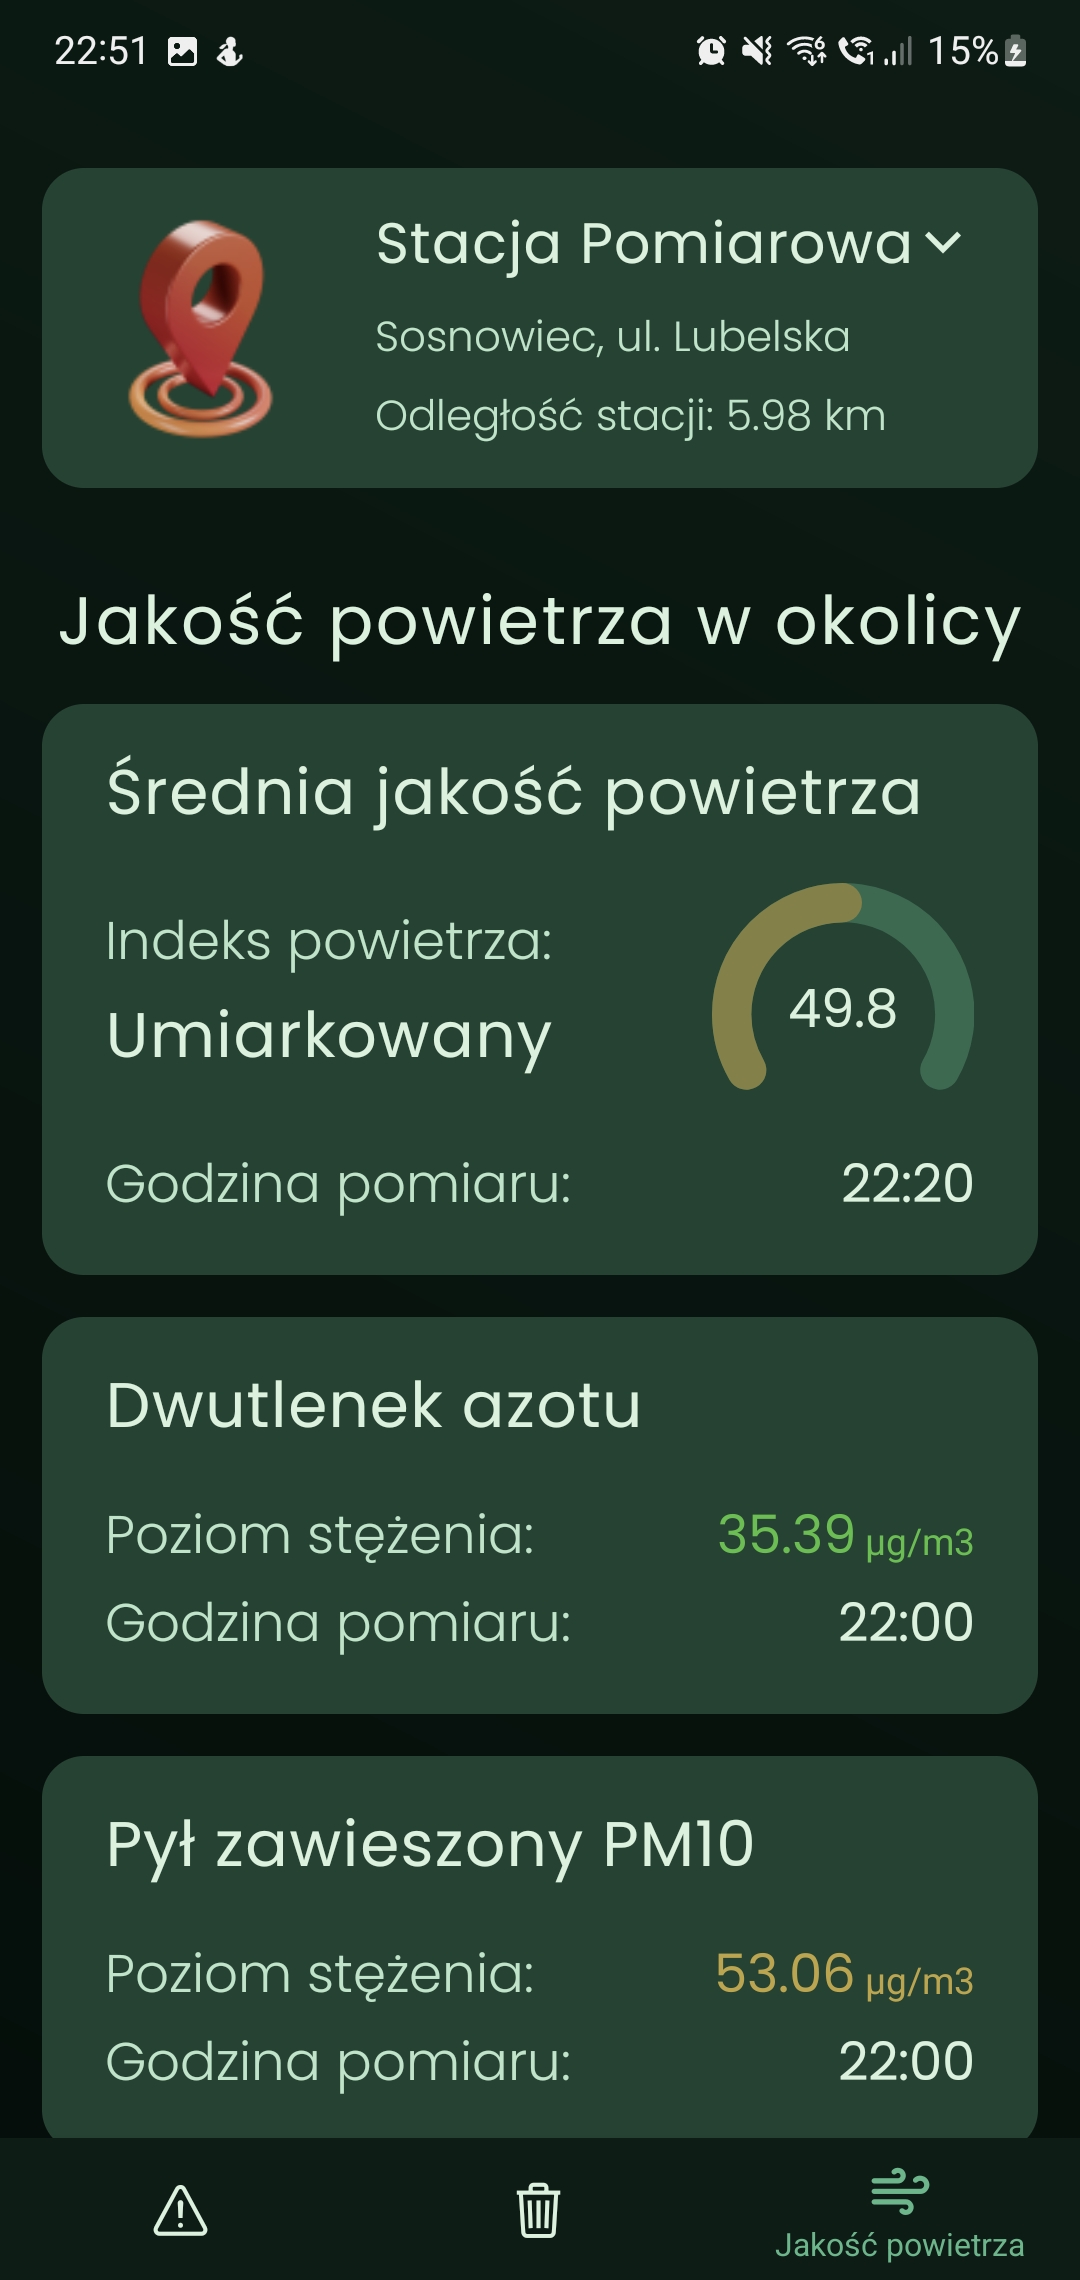 22:51
15%
Stacja Pomiarowa
Sosnowiec, ul. Lubelska
Odległość stacji: 5.98 km
Jakość powietrza w okolicy
Średnia jakość powietrza
Indeks powietrza:
Umiarkowany
49.8
Godzina pomiaru: 22:20
Dwutlenek azotu
Poziom stężenia: 35.39 µg/m3
Godzina pomiaru: 22:00
Pył zawieszony PM10
Poziom stężenia: 53.06 µg/m3
Godzina pomiaru: 22:00
Jakość powietrza